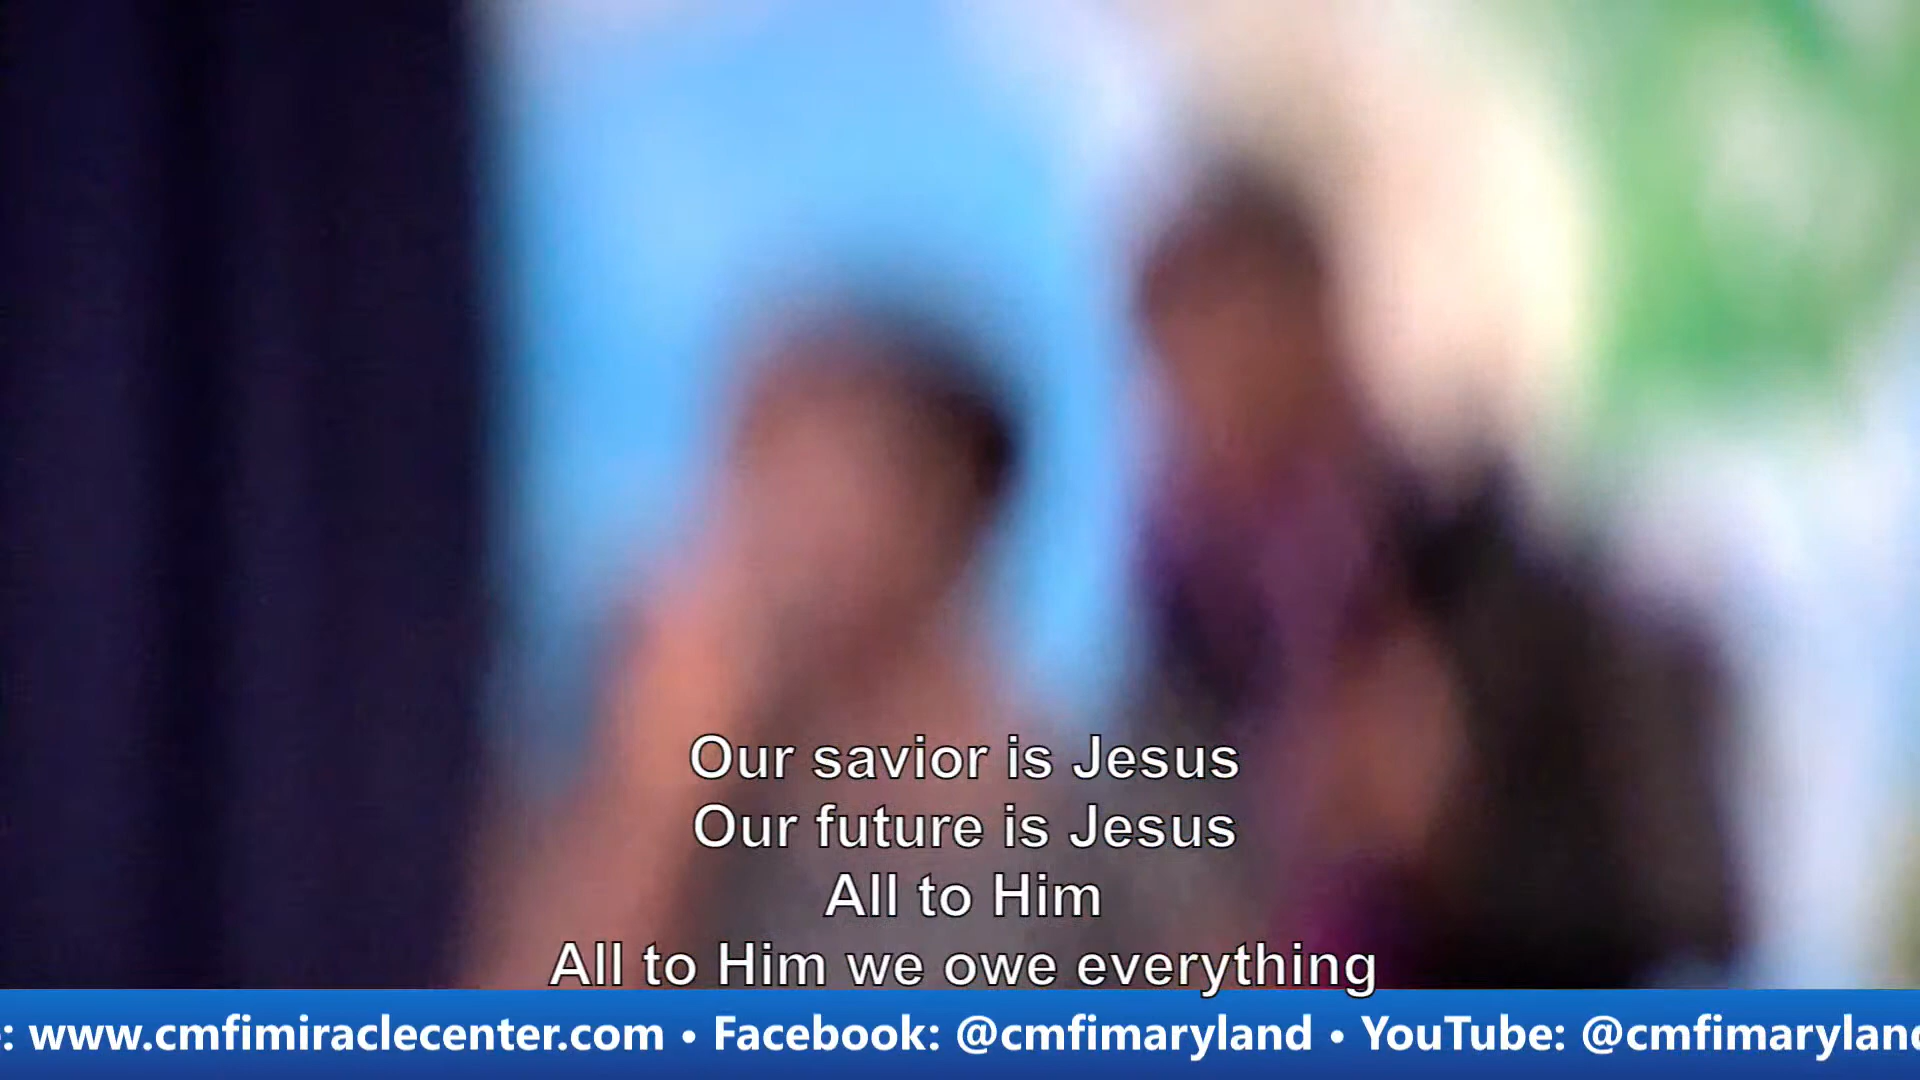 Our savior is Jesus
Our future is Jesus
All to Him
All to Him we owe everything
: www.cmfimiraclecenter.com • Facebook: @cmfimaryland • YouTube: @cmfimaryland